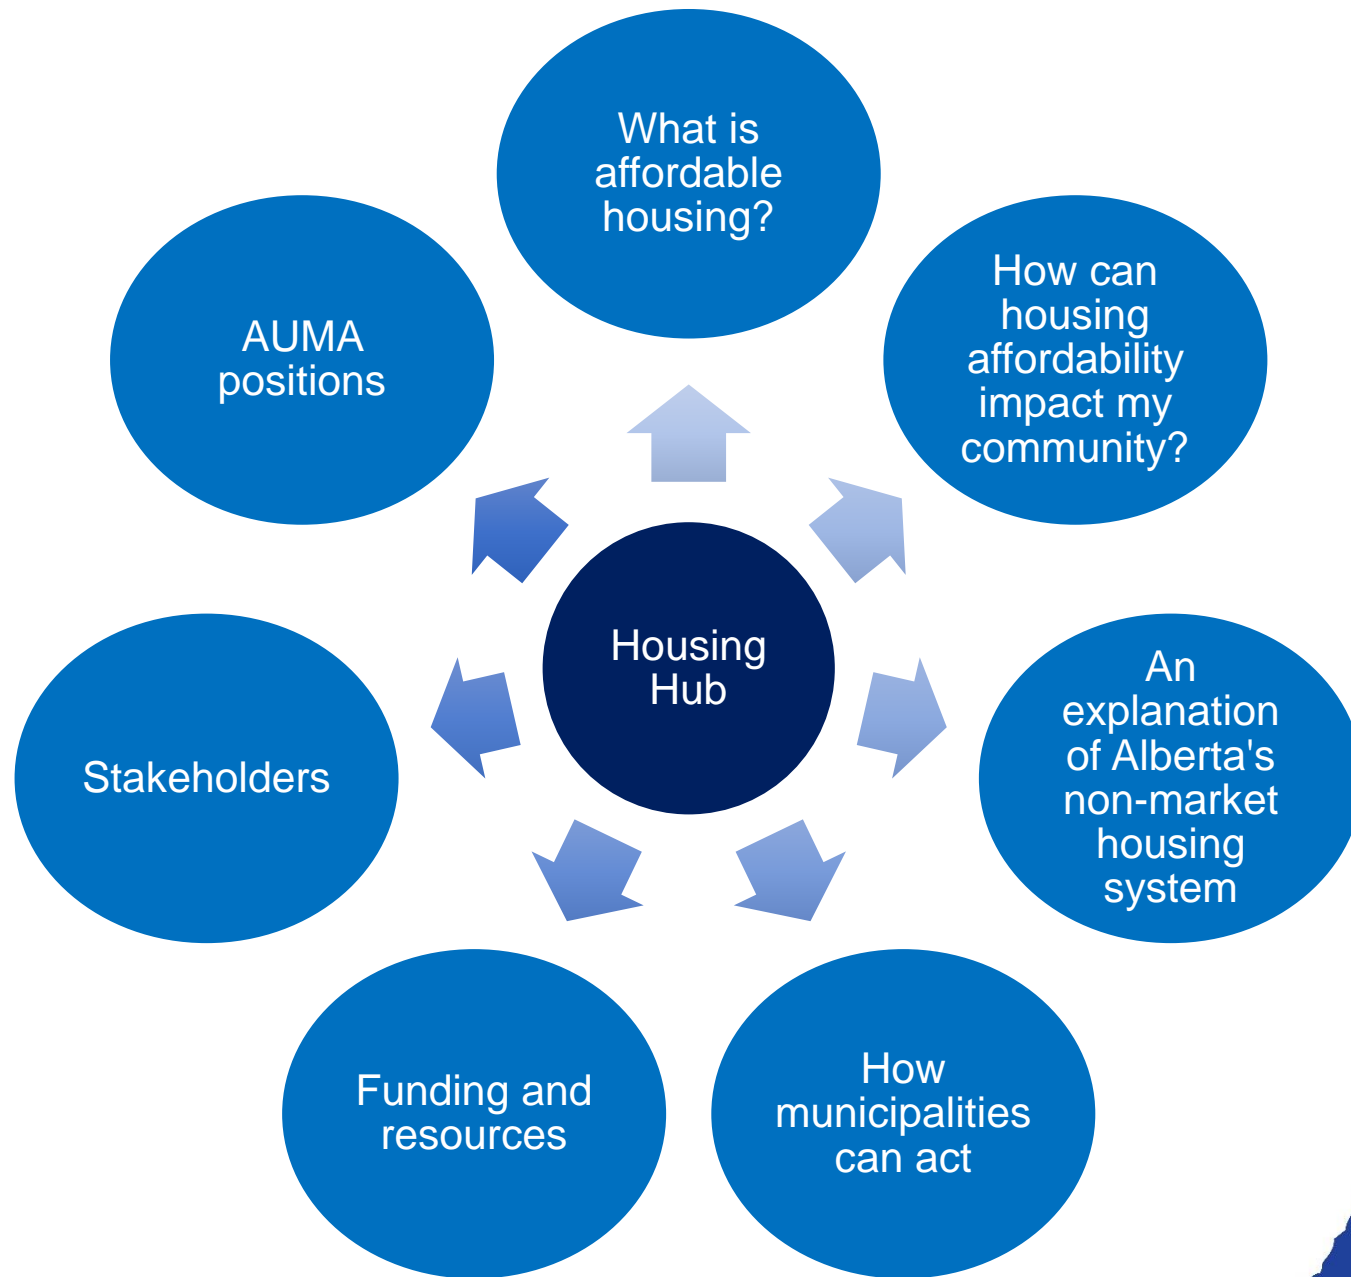 What is
affordable
housing?
How can
housing
affordability
impact my
community?
An
explanation
of Alberta's
non-market
housing
system
How
municipalities
can act
Funding and
resources
Stakeholders
AUMA
positions
Housing
Hub